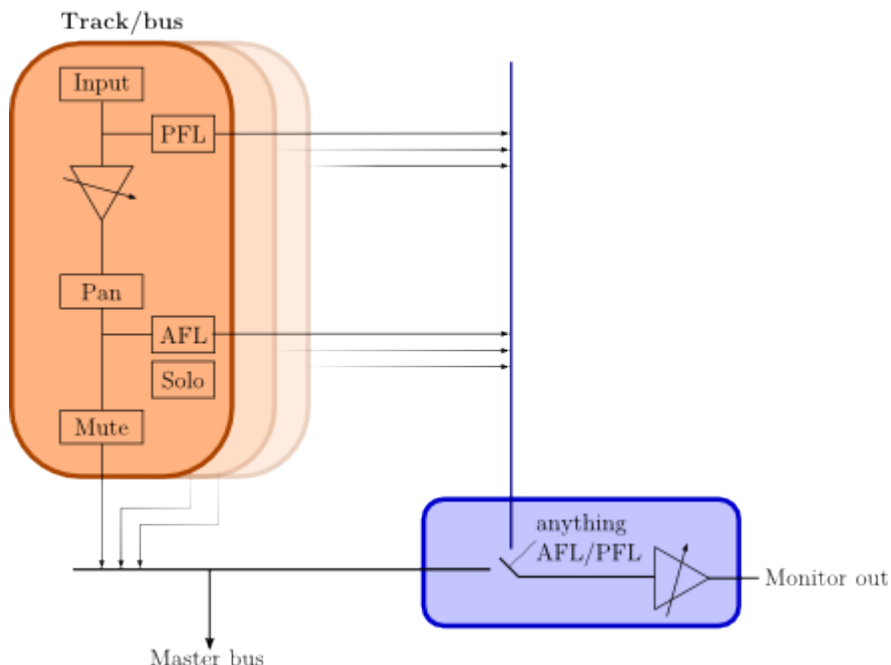 Track/bus
Input
PFL
Pan
AFL
Solo
Mute
anything
AFL/PFL
Monitor out
Master bus